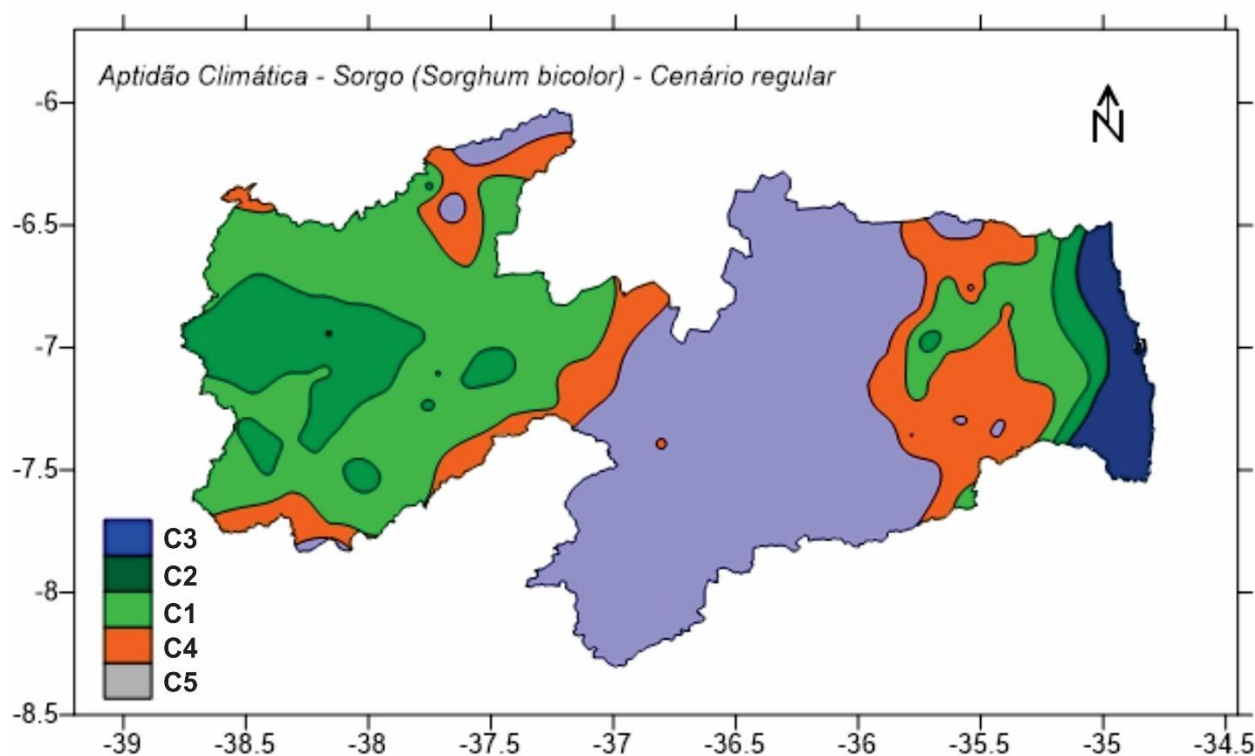 Aptidão Climática - Sorgo (Sorghum bicolor) - Cenário regular
N
-6
-6.5
-7
-7.5
-8
-8.5
C3
C2
C1
C4
C5
-39 -38.5 -38 -37.5 -37 -36.5 -36 -35.5 -35 -34.5